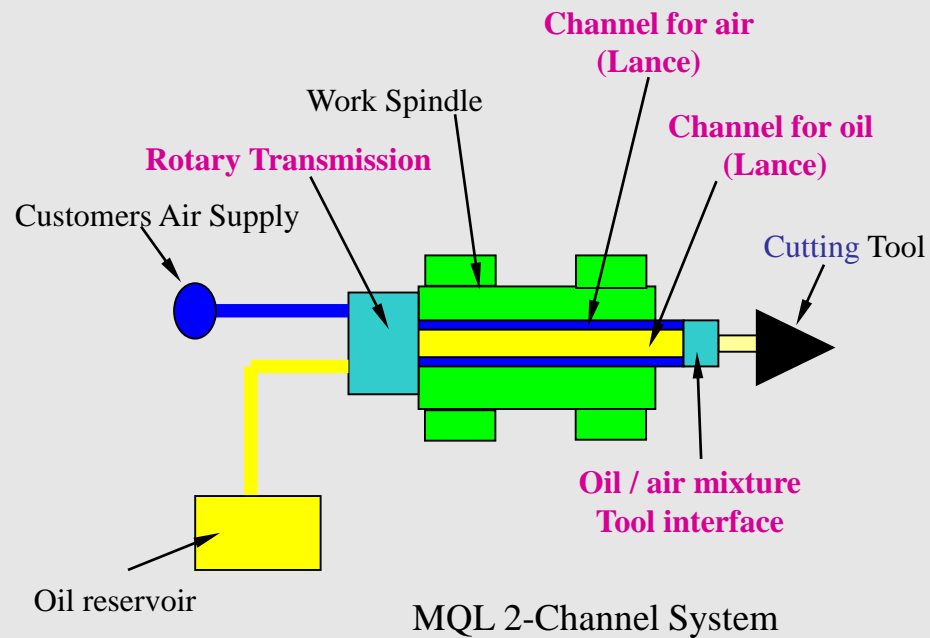 Channel for air
(Lance)
Work Spindle
Channel for oil
(Lance)
Rotary Transmission
Customers Air Supply
Cutting Tool
Oil / air mixture
Tool interface
Oil reservoir
MQL 2-Channel System